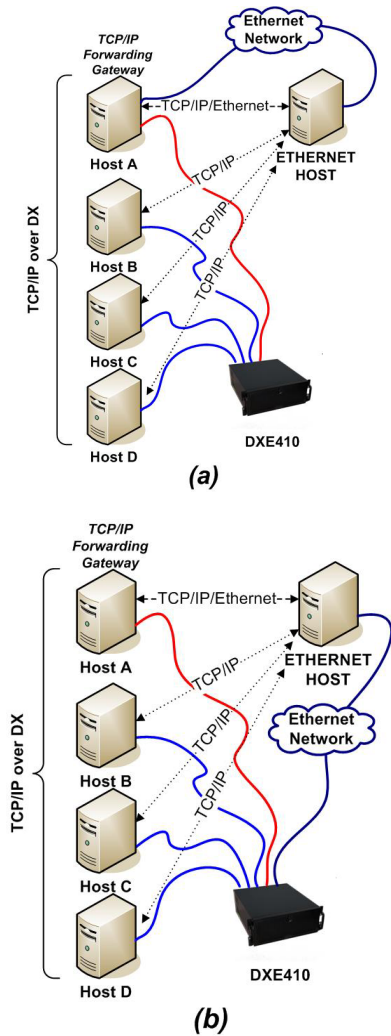 TCP/IP
Forwarding
Gateway
Ethernet
Network
TCP/IP/Ethernet
Host A
ETHERNET
HOST
TCP/IP
TCP/IP
TCP/IP
TCP/IP over DX
Host B
Host C
Host D
DXE410
(a)
TCP/IP
Forwarding
Gateway
TCP/IP/Ethernet
Host A
ETHERNET
HOST
TCP/IP
TCP/IP
TCP/IP
Ethernet
Network
TCP/IP over DX
Host B
Host C
Host D
DXE410
(b)